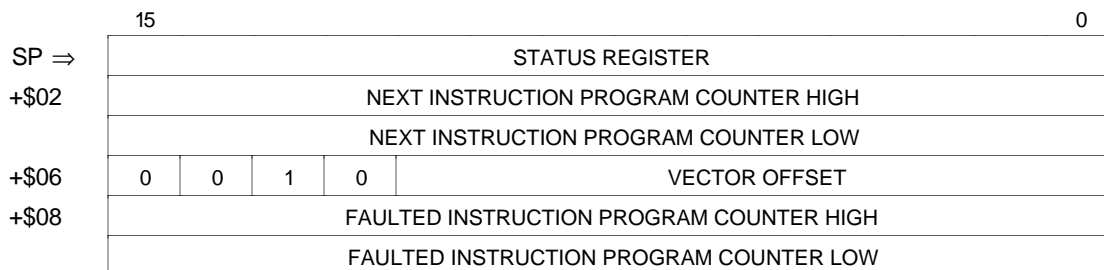 15 0
SP ⇒ STATUS REGISTER
+$02 NEXT INSTRUCTION PROGRAM COUNTER HIGH
NEXT INSTRUCTION PROGRAM COUNTER LOW
+$06 0 0 1 0 VECTOR OFFSET
+$08 FAULTED INSTRUCTION PROGRAM COUNTER HIGH
FAULTED INSTRUCTION PROGRAM COUNTER LOW